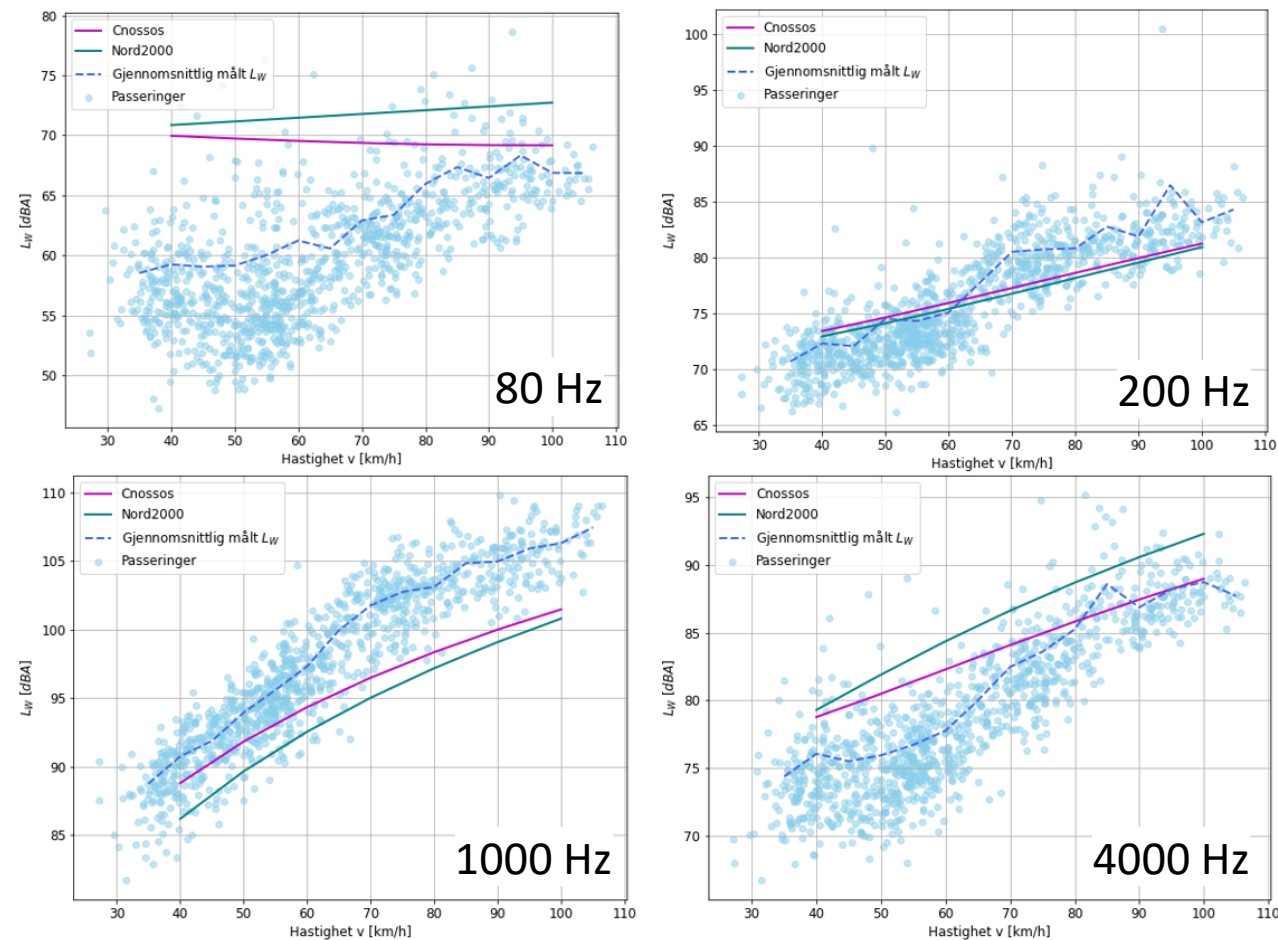 Cnossos
Nord2000
Gjennomsnittlig målt L_W
Passeringer
80
75
70
65
60
55
50
L_W [dBA]
30 40 50 60 70 80 90 100 110
Hastighet v [km/h]
80 Hz
Cnossos
Nord2000
Gjennomsnittlig målt L_W
Passeringer
100
95
90
85
80
75
70
65
L_W [dBA]
30 40 50 60 70 80 90 100 110
Hastighet v [km/h]
200 Hz
Cnossos
Nord2000
Gjennomsnittlig målt L_W
Passeringer
110
105
100
95
90
85
L_W [dBA]
30 40 50 60 70 80 90 100 110
Hastighet v [km/h]
1000 Hz
Cnossos
Nord2000
Gjennomsnittlig målt L_W
Passeringer
95
90
85
80
75
70
L_W [dBA]
30 40 50 60 70 80 90 100 110
Hastighet v [km/h]
4000 Hz